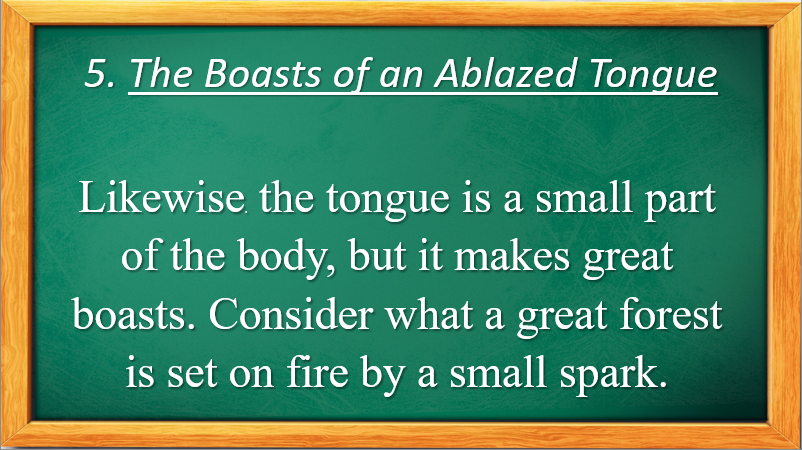 5. The Boasts of an Ablazed Tongue
Likewise. the tongue is a small part
of the body, but it makes great
boasts. Consider what a great forest
is set on fire by a small spark.